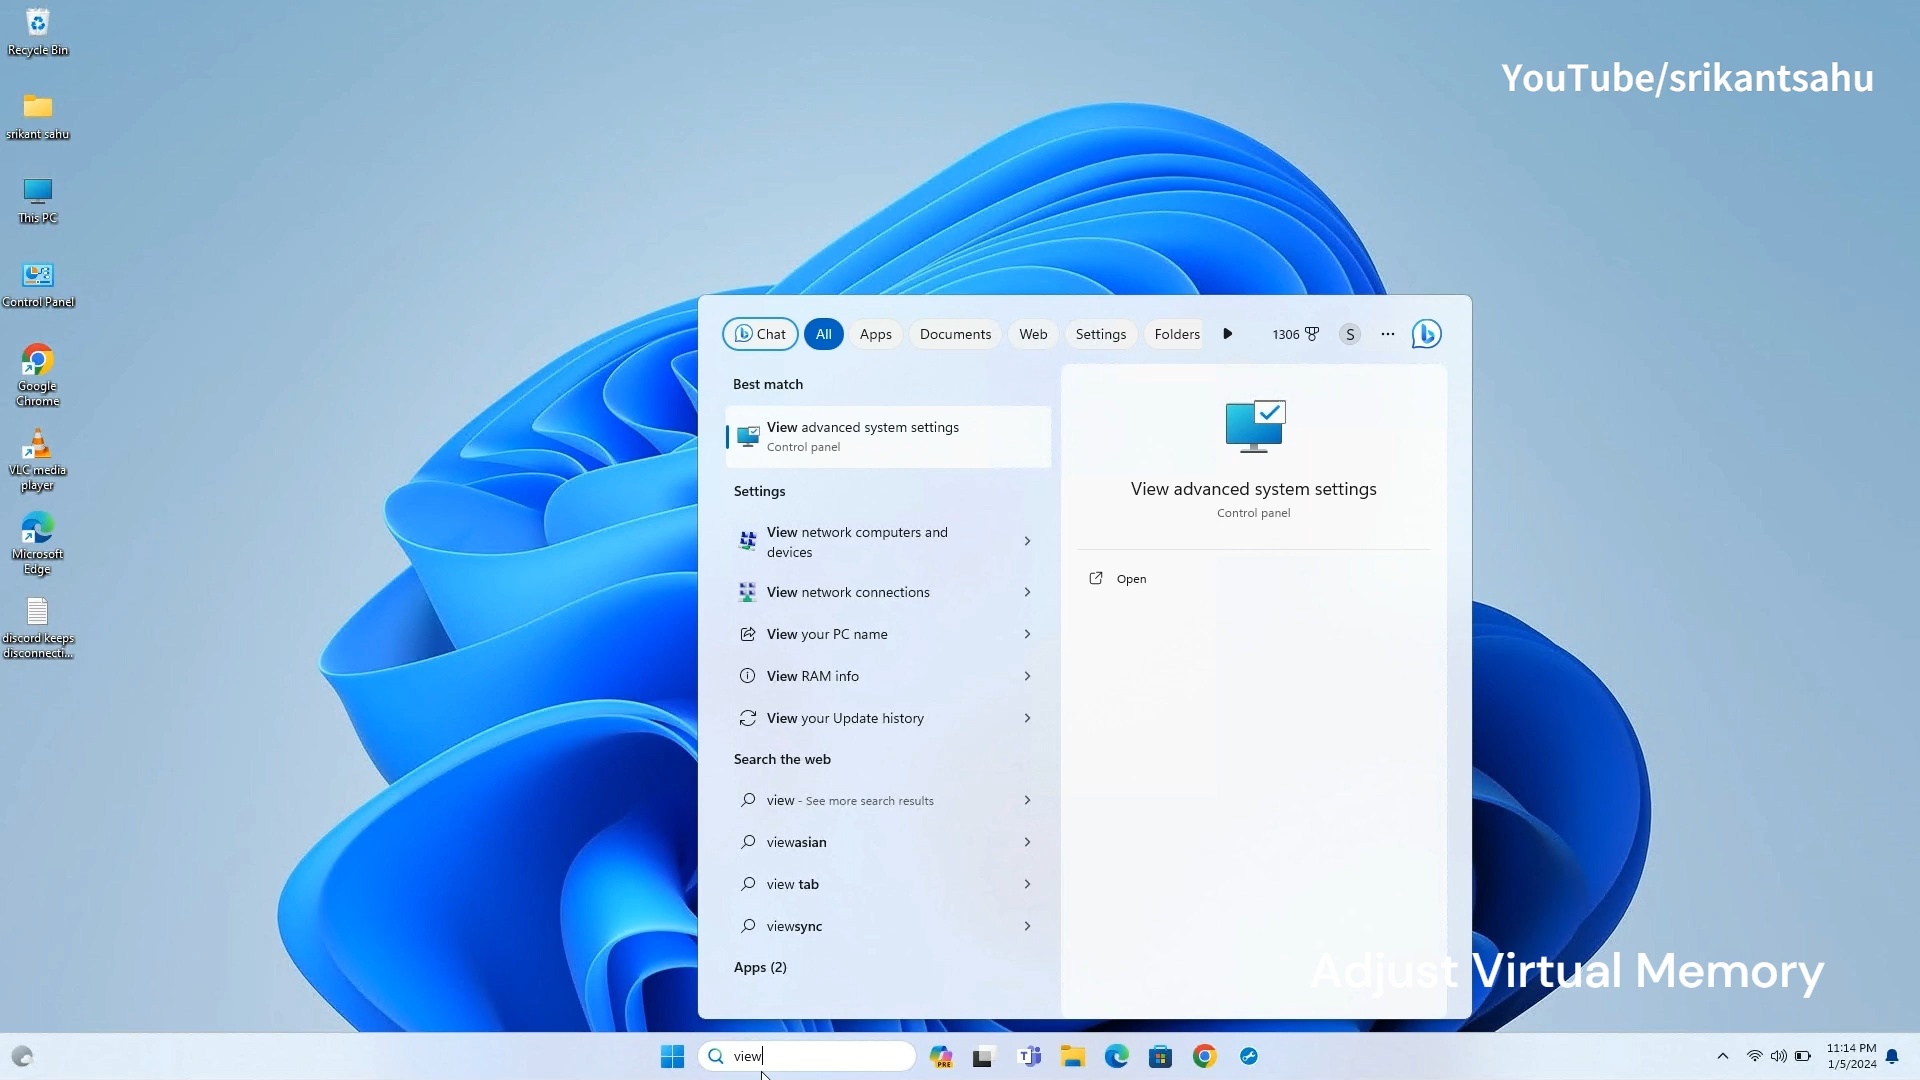 Recycle Bin
srikant sahu
This PC
Control Panel
Google
Chrome
VLC media
player
Microsoft
Edge
discord keeps
disconnecti...
YouTube/srikantsahu
Chat
All
Apps
Documents
Web
Settings
Folders
1306
S
Best match
View advanced system settings
Control panel
Settings
View network computers and
devices
View network connections
View your PC name
View RAM info
View your Update history
Search the web
view - See more search results
viewasian
view tab
viewsync
Apps (2)
View advanced system settings
Control panel
Open
Adjust Virtual Memory
view
PRE
11:14 PM
1/5/2024